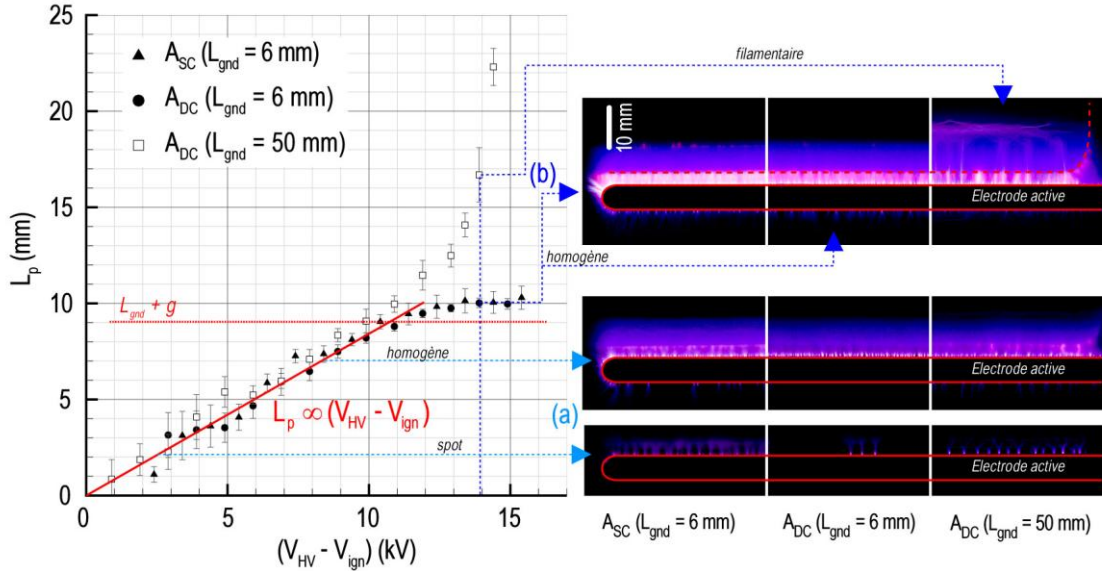 25
20
15
10
5
0
0
5
10
15
L_p (mm)
(V_HV - V_ign) (kV)
▲ A_SC (L_gnd = 6 mm)
● A_DC (L_gnd = 6 mm)
□ A_DC (L_gnd = 50 mm)
L_gnd + g
homogène
L_p ∞ (V_HV - V_ign)
spot
filamentaire
(b)
homogène
(a)
10 mm
Electrode active
Electrode active
Electrode active
A_SC (L_gnd = 6 mm)
A_DC (L_gnd = 6 mm)
A_DC (L_gnd = 50 mm)